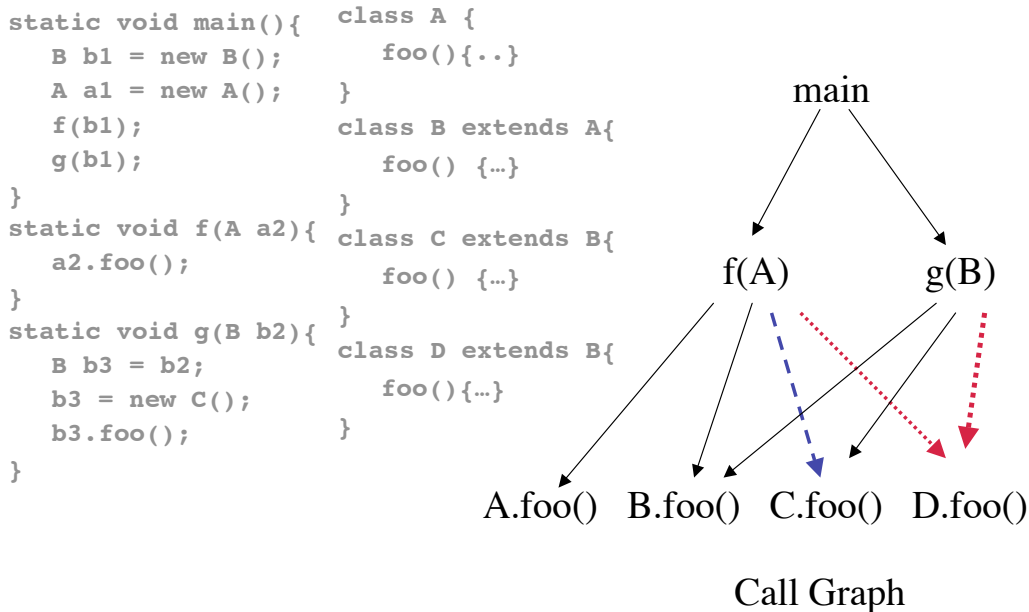 static void main(){
B b1 = new B();
A a1 = new A();
f(b1);
g(b1);
}
static void f(A a2){
a2.foo();
}
static void g(B b2){
B b3 = b2;
b3 = new C();
b3.foo();
}
class A {
foo(){..}
}
class B extends A{
foo() {…}
}
class C extends B{
foo() {…}
}
class D extends B{
foo(){…}
}
main
f(A) g(B)
A.foo() B.foo() C.foo() D.foo()
Call Graph